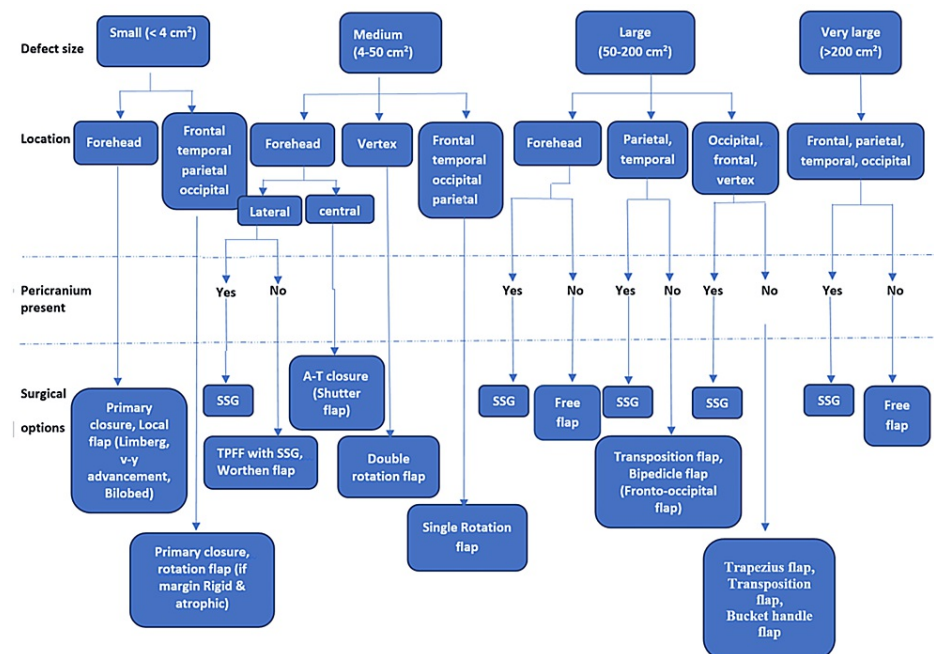 Defect size
Small (< 4 cm²)
Medium
(4-50 cm²)
Large
(50-200 cm²)
Very large
(>200 cm²)
Location
Forehead
Frontal
temporal
parietal
occipital
Forehead
Vertex
Frontal
temporal
occipital
parietal
Forehead
Parietal,
temporal
Occipital,
frontal,
vertex
Frontal, parietal,
temporal, occipital
Lateral
central
Pericranium
present
Yes
No
Yes
No
Yes
No
Yes
No
Yes
No
Surgical
options
Primary
closure, Local
flap (Limberg,
v-y
advancement,
Bilobed)
SSG
A-T closure
(Shutter
flap)
SSG
Free
flap
SSG
SSG
SSG
Free
flap
TPFF with SSG,
Worthen flap
Double
rotation flap
Transposition flap,
Bipedicle flap
(Fronto-occipital
flap)
Single Rotation
flap
Primary closure,
rotation flap (if
margin Rigid &
atrophic)
Trapezius flap,
Transposition
flap,
Bucket handle
flap